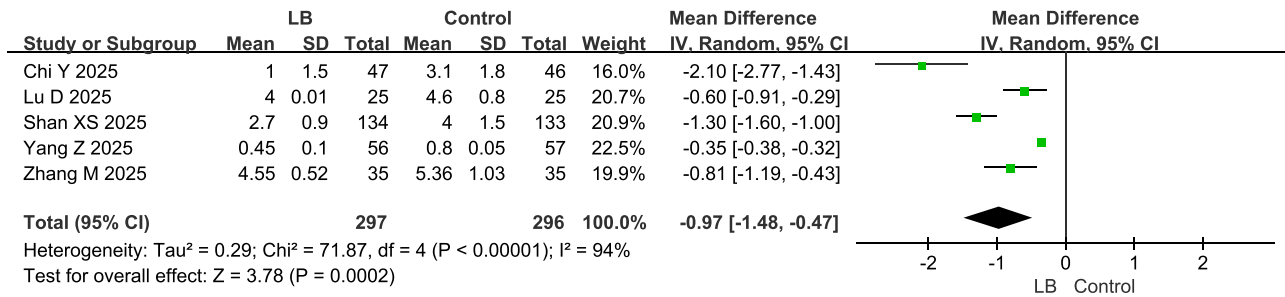 LB Control Mean Difference Mean Difference
Study or Subgroup Mean SD Total Mean SD Total Weight IV, Random, 95% CI IV, Random, 95% CI
Chi Y 2025 1 1.5 47 3.1 1.8 46 16.0% -2.10 [-2.77, -1.43]
Lu D 2025 4 0.01 25 4.6 0.8 25 20.7% -0.60 [-0.91, -0.29]
Shan XS 2025 2.7 0.9 134 4 1.5 133 20.9% -1.30 [-1.60, -1.00]
Yang Z 2025 0.45 0.1 56 0.8 0.05 57 22.5% -0.35 [-0.38, -0.32]
Zhang M 2025 4.55 0.52 35 5.36 1.03 35 19.9% -0.81 [-1.19, -0.43]
Total (95% CI) 297 296 100.0% -0.97 [-1.48, -0.47]
Heterogeneity: Tau² = 0.29; Chi² = 71.87, df = 4 (P < 0.00001); I² = 94%
Test for overall effect: Z = 3.78 (P = 0.0002)
-2 -1 0 1 2
LB Control